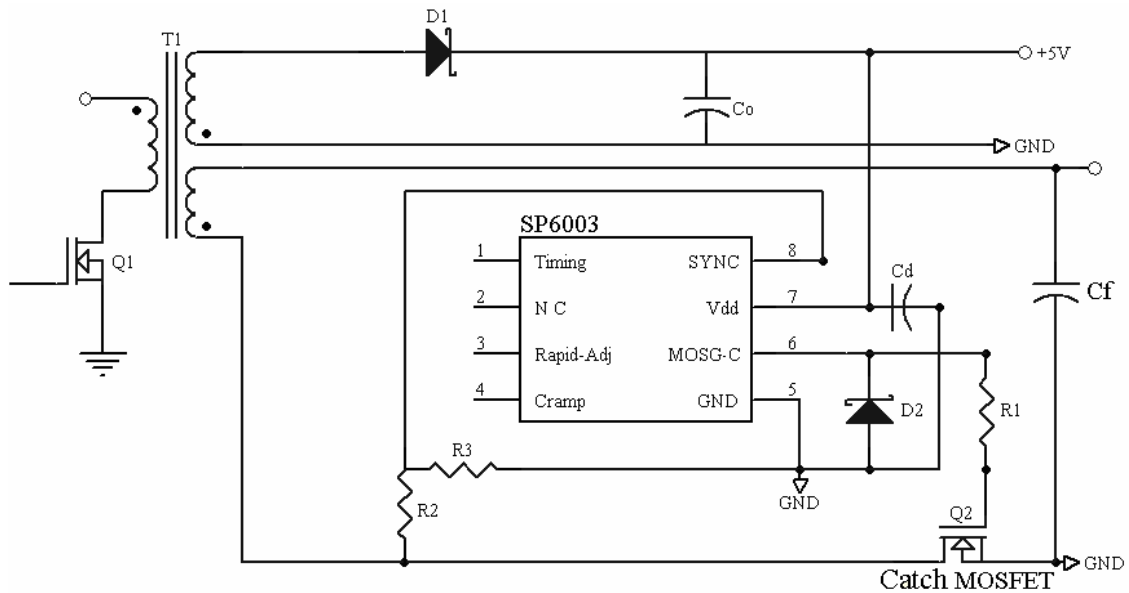 D1
T1
+5V
Co
GND
SP6003
Q1
1
Timing
SYNC
8
Cd
2
N C
Vdd
7
Cf
3
Rapid-Adj
MOSG-C
6
4
Cramp
GND
5
D2
R1
R3
R2
GND
Q2
GND
Catch MOSFET